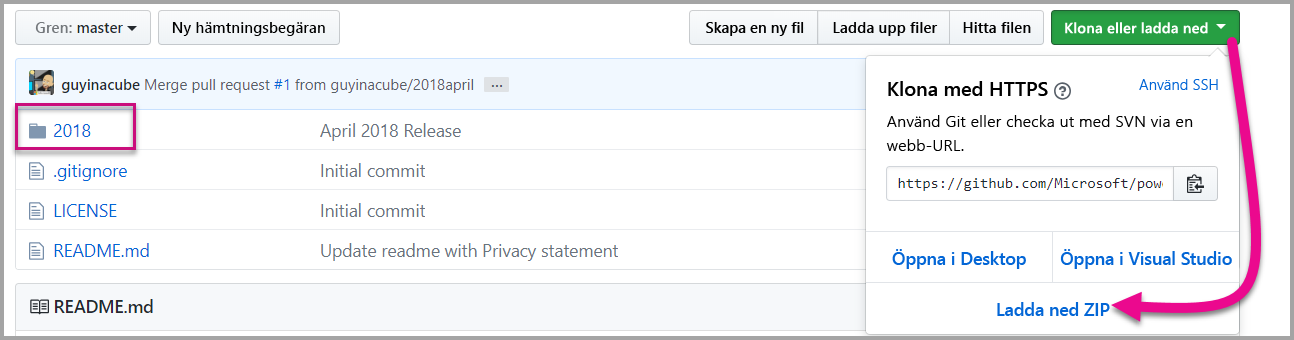 Gren: master
Ny hämtningsbegäran
Skapa en ny fil
Ladda upp filer
Hitta filen
Klona eller ladda ned
guyinacube Merge pull request #1 from guyinacube/2018april ...
2018 April 2018 Release
.gitignore Initial commit
LICENSE Initial commit
README.md Update readme with Privacy statement
README.md
Klona med HTTPS ?
Använd SSH
Använd Git eller checka ut med SVN via en
webb-URL.
https://github.com/Microsoft/pow
Öppna i Desktop
Öppna i Visual Studio
Ladda ned ZIP